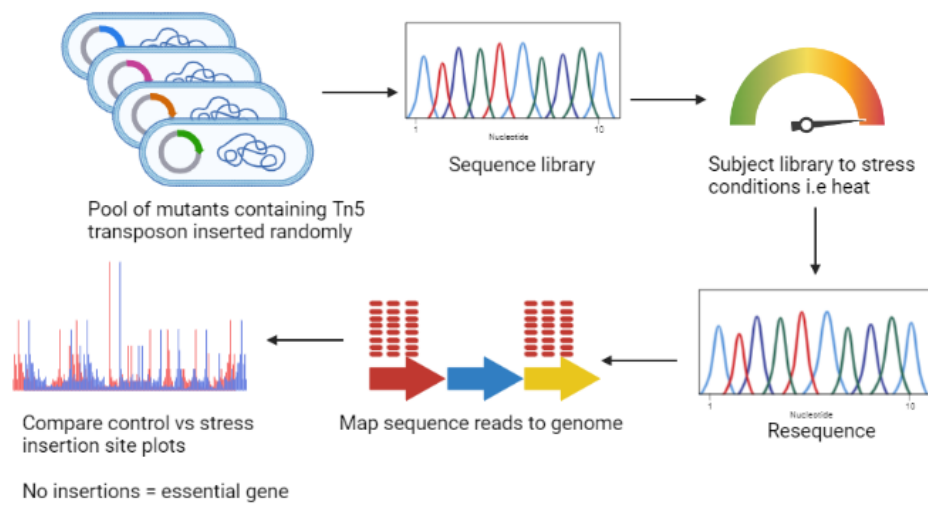 Pool of mutants containing Tn5
transposon inserted randomly
1
10
Nucleotide
Sequence library
Subject library to stress
conditions i.e heat
1
10
Nucleotide
Resequence
Map sequence reads to genome
Compare control vs stress
insertion site plots
No insertions = essential gene